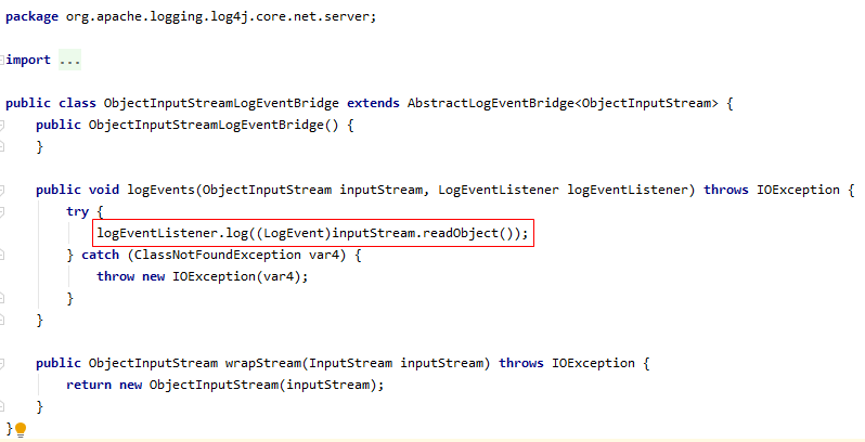 package org.apache.logging.log4j.core.net.server;
import ...
public class ObjectInputStreamLogEventBridge extends AbstractLogEventBridge<ObjectInputStream> {
public ObjectInputStreamLogEventBridge() {
}
public void logEvents(ObjectInputStream inputStream, LogEventListener logEventListener) throws IOException {
try {
logEventListener.log((LogEvent)inputStream.readObject());
} catch (ClassNotFoundException var4) {
throw new IOException(var4);
}
}
public ObjectInputStream wrapStream(InputStream inputStream) throws IOException {
return new ObjectInputStream(inputStream);
}
}